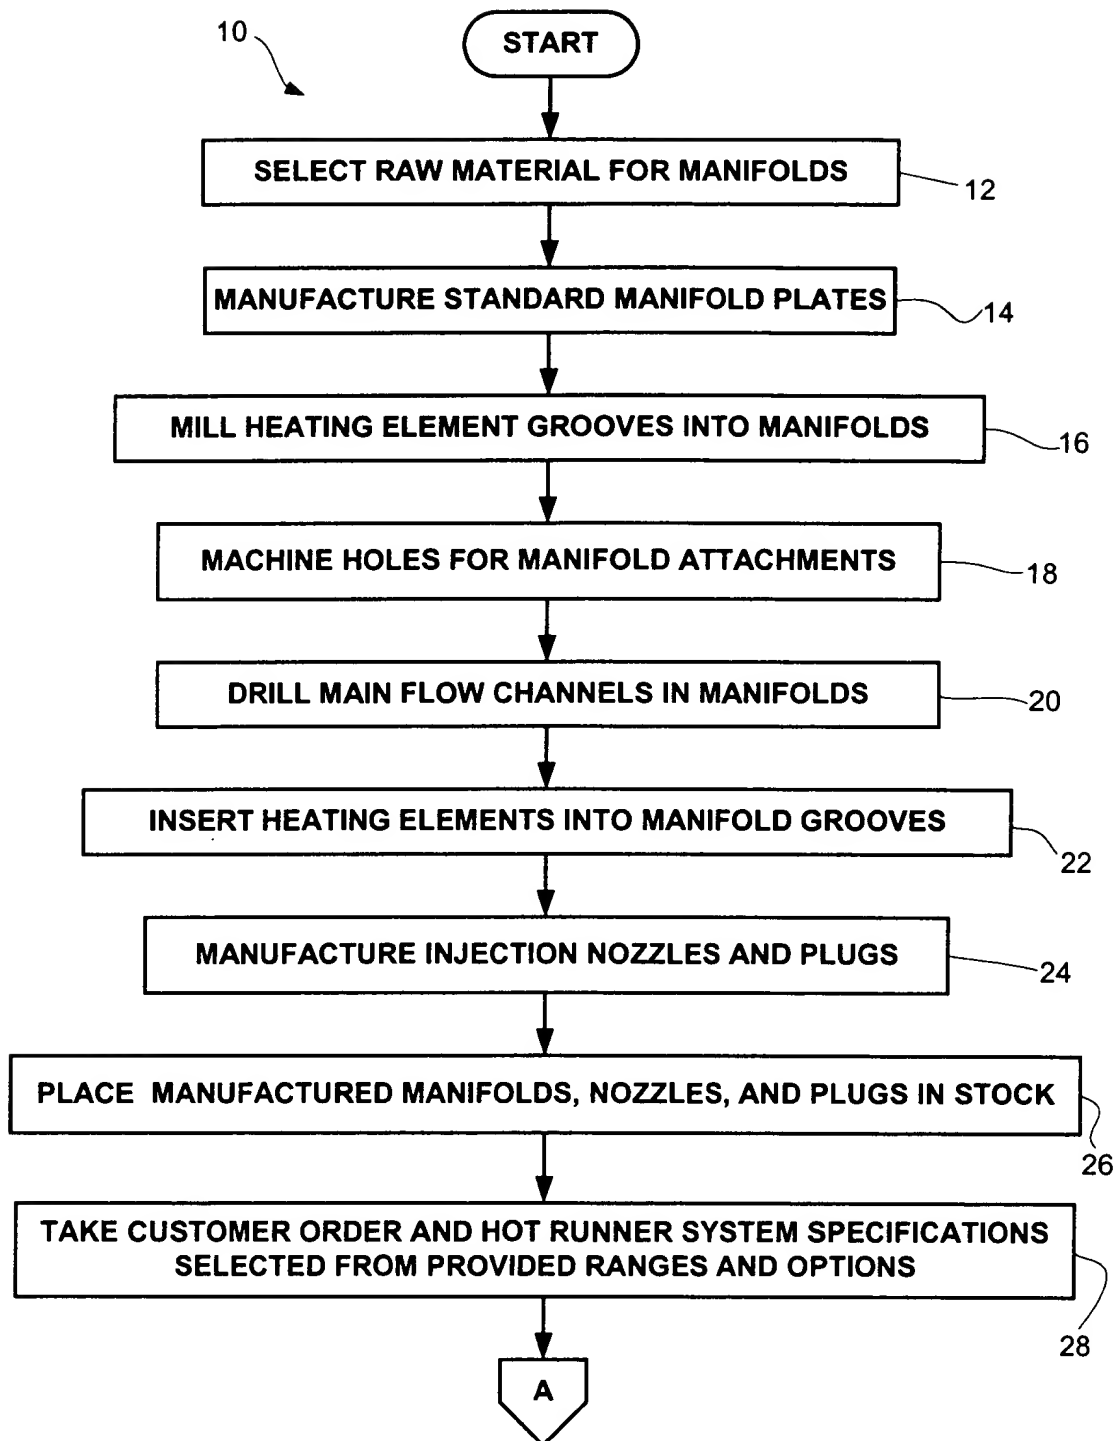 10
START
SELECT RAW MATERIAL FOR MANIFOLDS
12
MANUFACTURE STANDARD MANIFOLD PLATES
14
MILL HEATING ELEMENT GROOVES INTO MANIFOLDS
16
MACHINE HOLES FOR MANIFOLD ATTACHMENTS
18
DRILL MAIN FLOW CHANNELS IN MANIFOLDS
20
INSERT HEATING ELEMENTS INTO MANIFOLD GROOVES
22
MANUFACTURE INJECTION NOZZLES AND PLUGS
24
PLACE MANUFACTURED MANIFOLDS, NOZZLES, AND PLUGS IN STOCK
26
TAKE CUSTOMER ORDER AND HOT RUNNER SYSTEM SPECIFICATIONS
SELECTED FROM PROVIDED RANGES AND OPTIONS
28
A